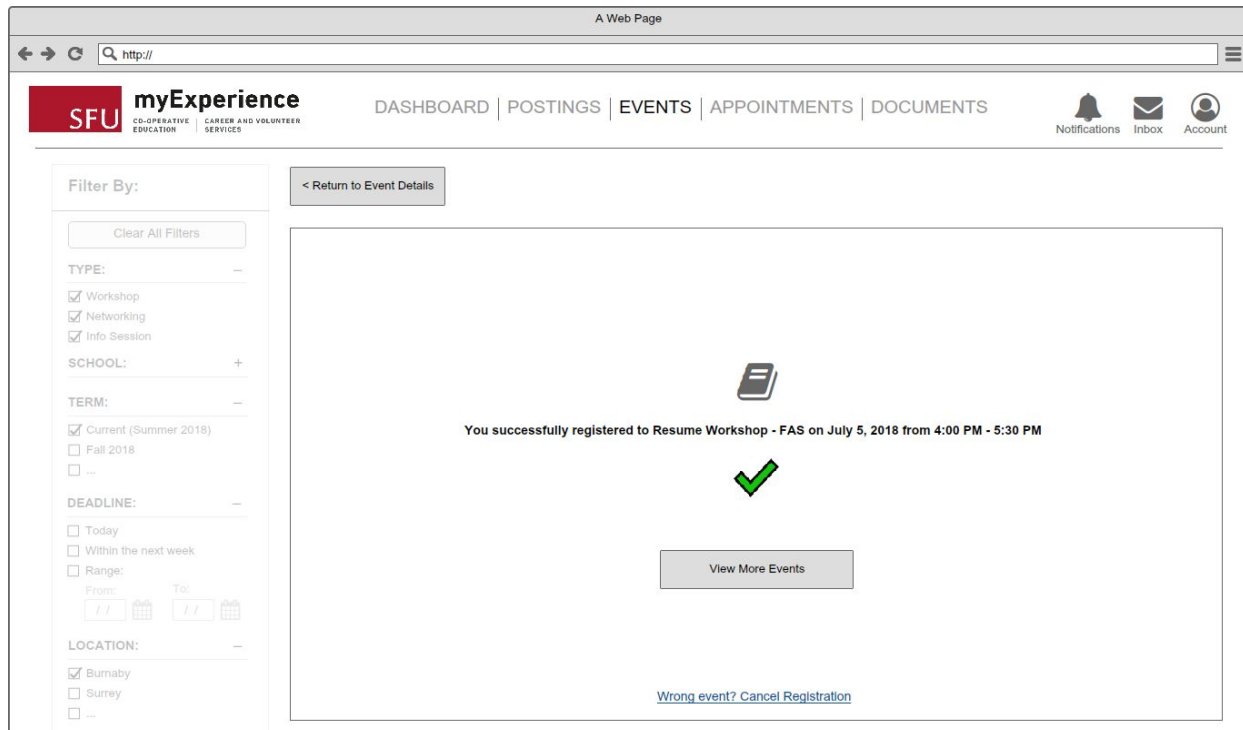 A Web Page
http://
SFU
myExperience
CO-OPERATIVE EDUCATION | CAREER AND VOLUNTEER SERVICES
DASHBOARD | POSTINGS | EVENTS | APPOINTMENTS | DOCUMENTS
Notifications Inbox Account
Filter By:
< Return to Event Details
Clear All Filters
TYPE: –
Workshop
Networking
Info Session
SCHOOL: +
TERM: –
Current (Summer 2018)
Fall 2018
...
DEADLINE: –
Today
Within the next week
Range:
From: To:
/ / / /
LOCATION: –
Burnaby
Surrey
...
You successfully registered to Resume Workshop - FAS on July 5, 2018 from 4:00 PM - 5:30 PM
View More Events
Wrong event? Cancel Registration